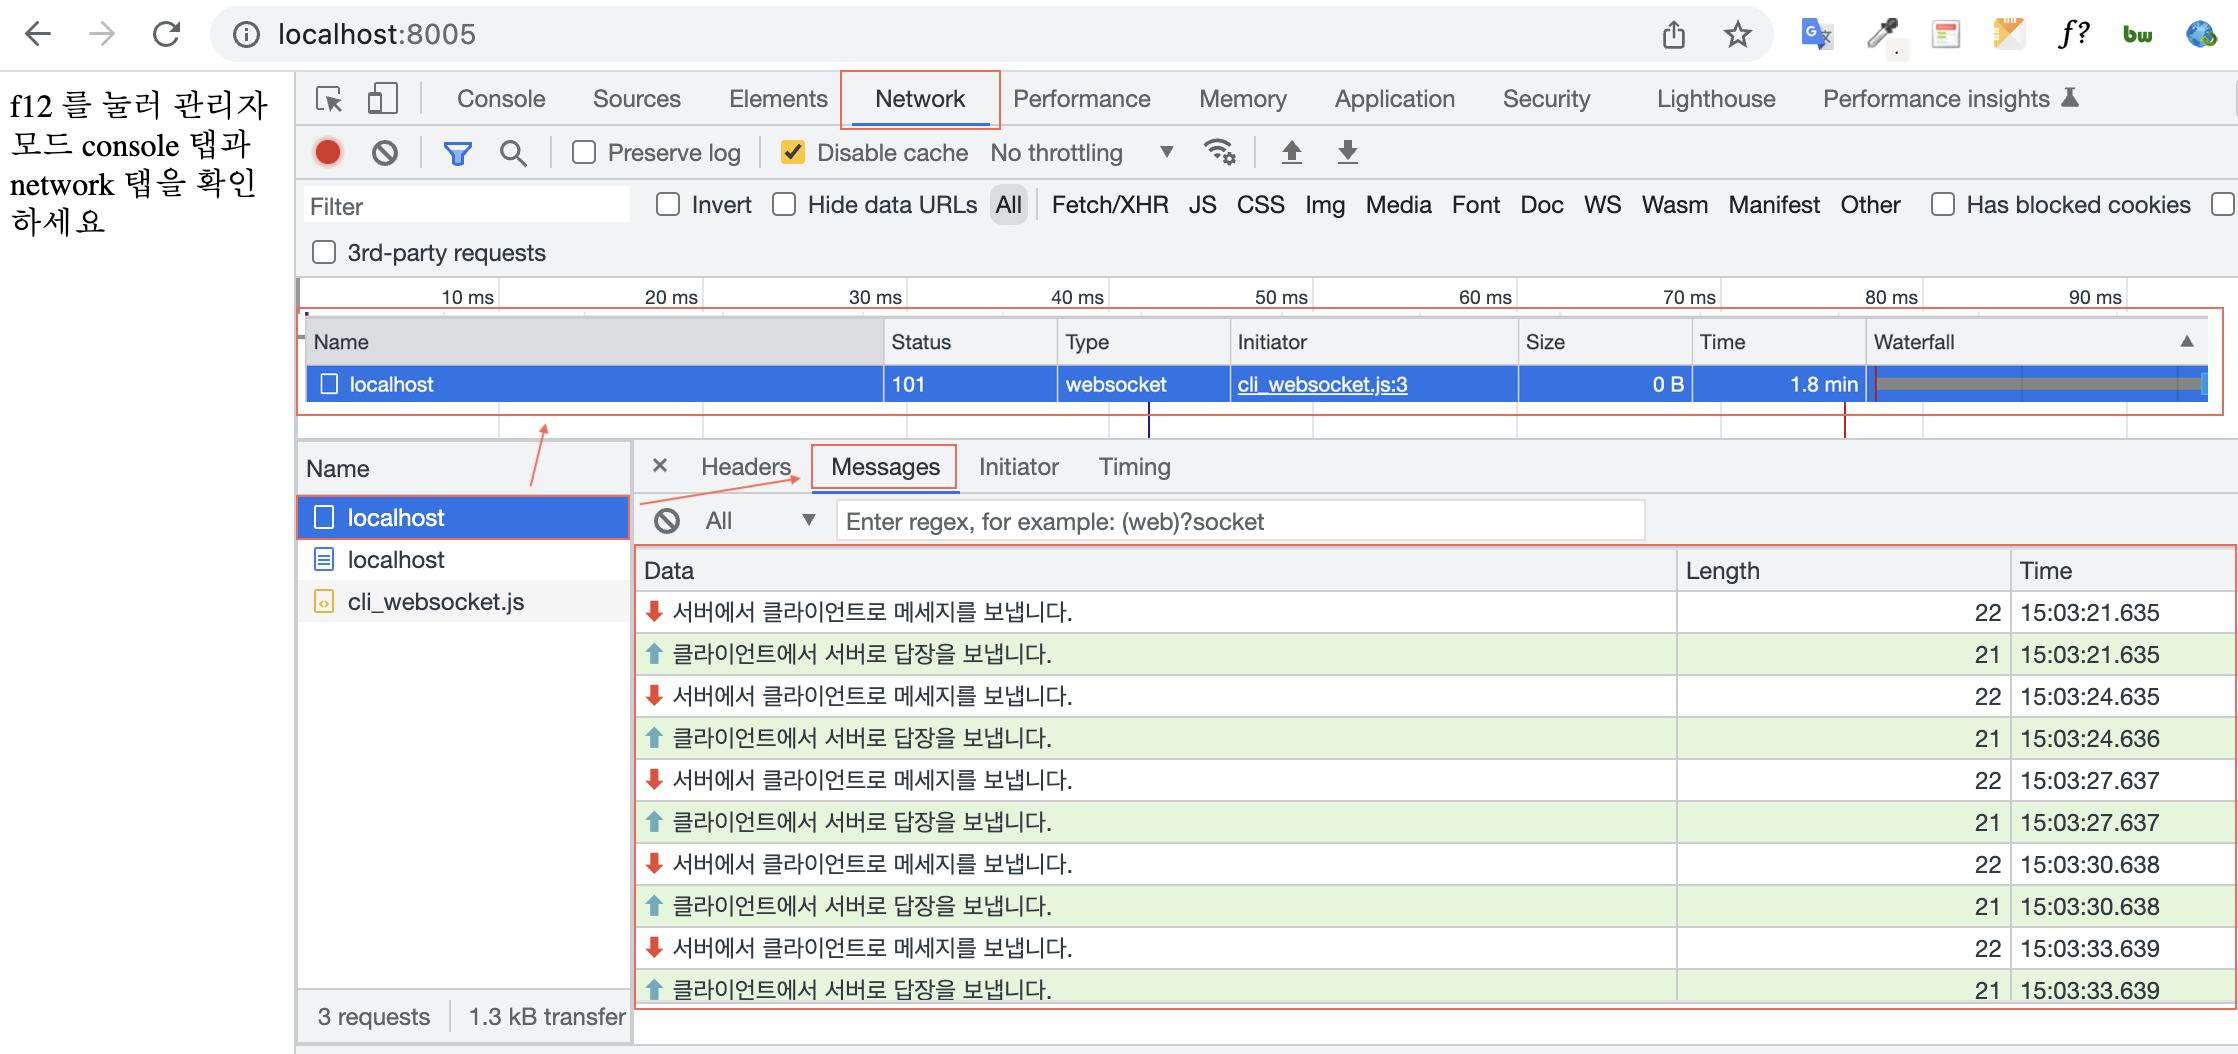 localhost:8005
f?
bw
f12 를 눌러 관리자
모드 console 탭과
network 탭을 확인
하세요
Console Sources Elements Network Performance Memory Application Security Lighthouse Performance insights
Preserve log Disable cache No throttling
Filter Invert Hide data URLs All Fetch/XHR JS CSS Img Media Font Doc WS Wasm Manifest Other Has blocked cookies
3rd-party requests
10 ms 20 ms 30 ms 40 ms 50 ms 60 ms 70 ms 80 ms 90 ms
Name Status Type Initiator Size Time Waterfall
localhost 101 websocket cli_websocket.js:3 0 B 1.8 min
Name
localhost
localhost
cli_websocket.js
3 requests 1.3 kB transfer
Headers Messages Initiator Timing
All Enter regex, for example: (web)?socket
Data Length Time
서버에서 클라이언트로 메세지를 보냅니다. 22 15:03:21.635
클라이언트에서 서버로 답장을 보냅니다. 21 15:03:21.635
서버에서 클라이언트로 메세지를 보냅니다. 22 15:03:24.635
클라이언트에서 서버로 답장을 보냅니다. 21 15:03:24.636
서버에서 클라이언트로 메세지를 보냅니다. 22 15:03:27.637
클라이언트에서 서버로 답장을 보냅니다. 21 15:03:27.637
서버에서 클라이언트로 메세지를 보냅니다. 22 15:03:30.638
클라이언트에서 서버로 답장을 보냅니다. 21 15:03:30.638
서버에서 클라이언트로 메세지를 보냅니다. 22 15:03:33.639
클라이언트에서 서버로 답장을 보냅니다. 21 15:03:33.639